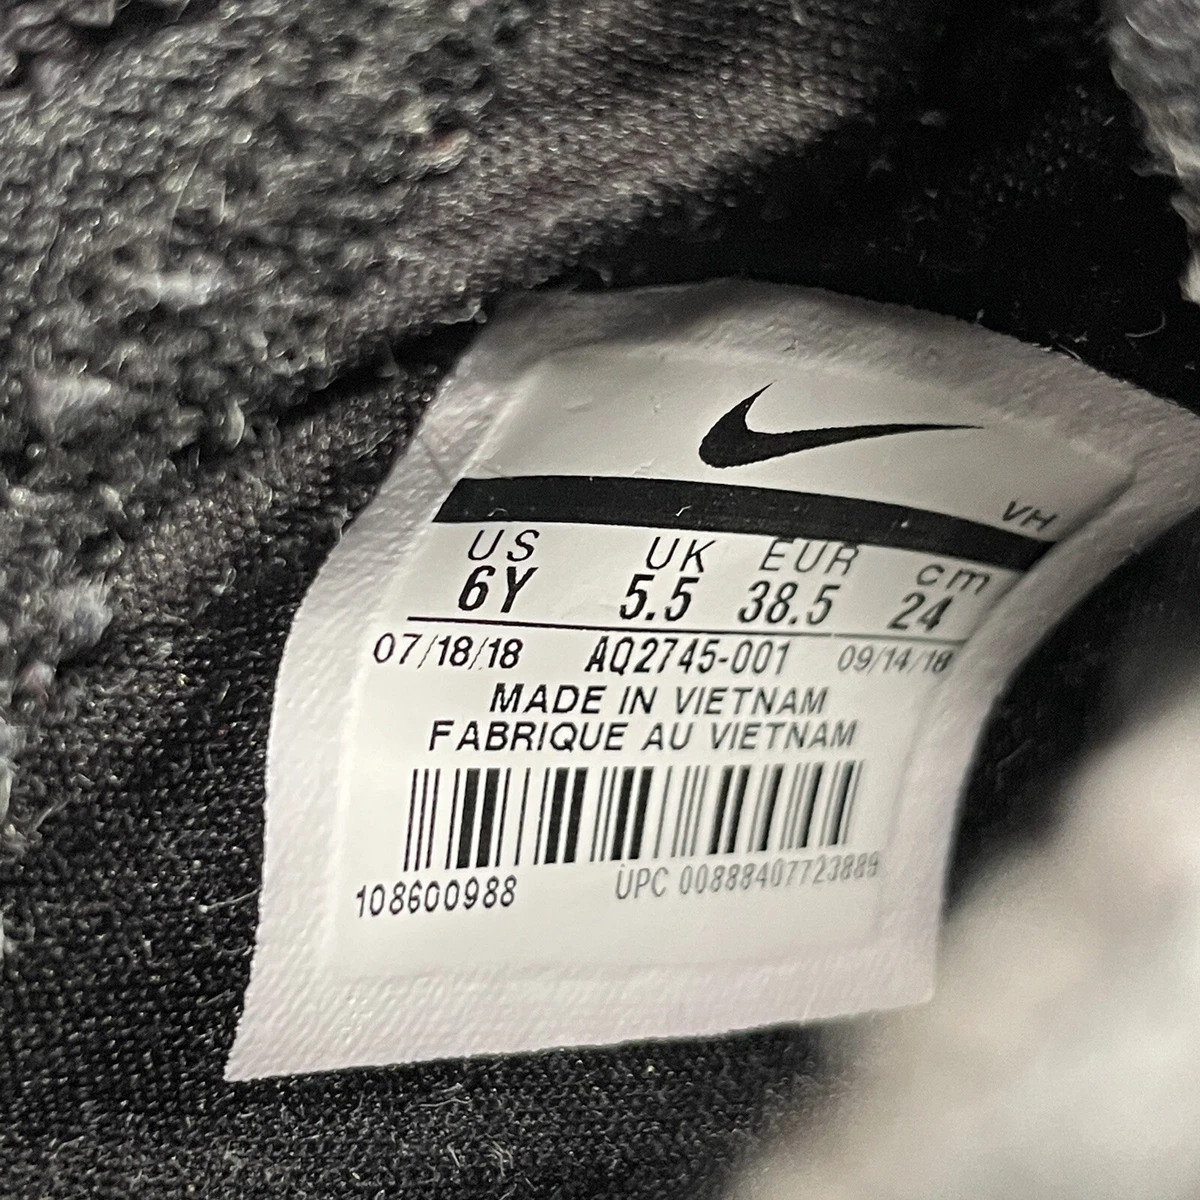 VH
US UK EUR cm
6Y 5.5 38.5 24
07/18/18 AQ2745-001 09/14/18
MADE IN VIETNAM
FABRIQUE AU VIETNAM
108600988 UPC 00888407723889